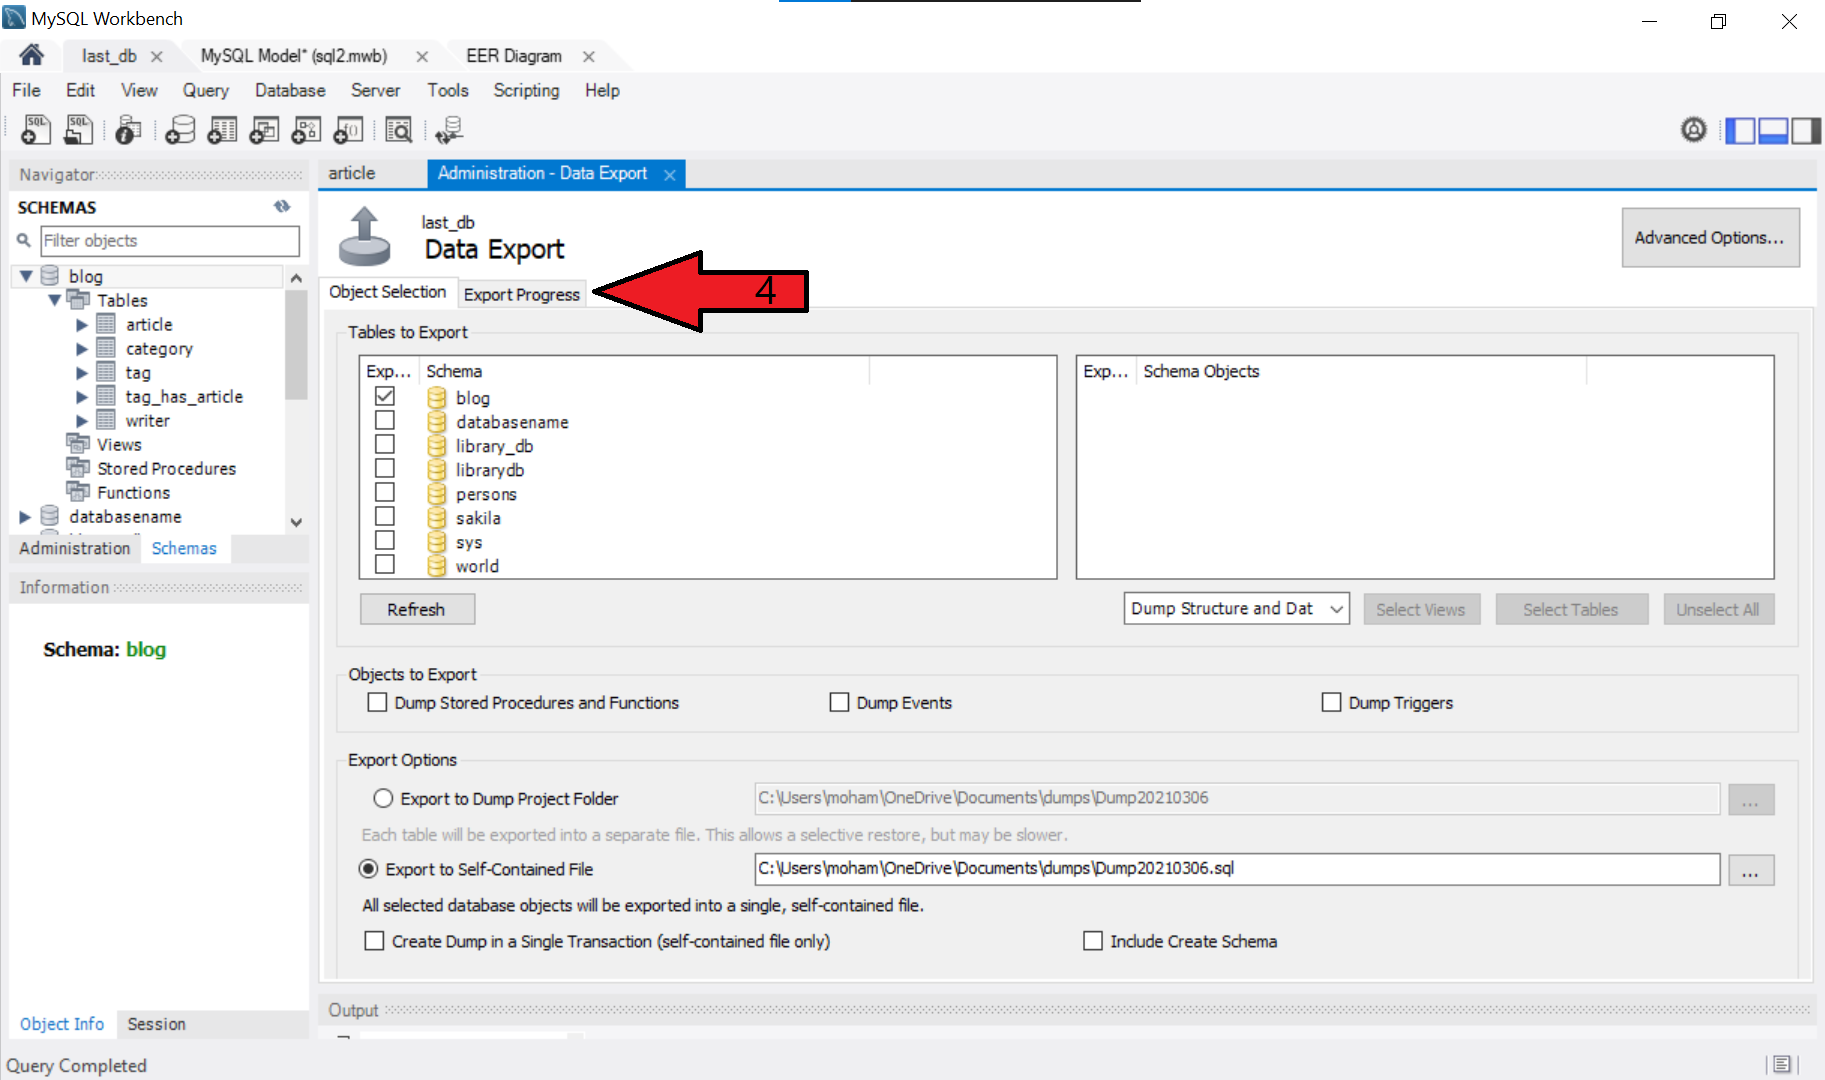 MySQL Workbench
last_db MySQL Model* (sql2.mwb) EER Diagram
File Edit View Query Database Server Tools Scripting Help
SQL SQL
Navigator
SCHEMAS
Filter objects
blog
Tables
article
category
tag
tag_has_article
writer
Views
Stored Procedures
Functions
databasename
Administration Schemas
Information
Schema: blog
Object Info Session
article Administration - Data Export
last_db
Data Export
Advanced Options...
Object Selection Export Progress
4
Tables to Export
Exp... Schema
blog
databasename
library_db
librarydb
persons
sakila
sys
world
Exp... Schema Objects
Refresh
Dump Structure and Dat Select Views Select Tables Unselect All
Objects to Export
Dump Stored Procedures and Functions Dump Events Dump Triggers
Export Options
Export to Dump Project Folder C:\Users\moham\OneDrive\Documents\dumps\Dump20210306 ...
Each table will be exported into a separate file. This allows a selective restore, but may be slower.
Export to Self-Contained File C:\Users\moham\OneDrive\Documents\dumps\Dump20210306.sql ...
All selected database objects will be exported into a single, self-contained file.
Create Dump in a Single Transaction (self-contained file only) Include Create Schema
Output
Query Completed